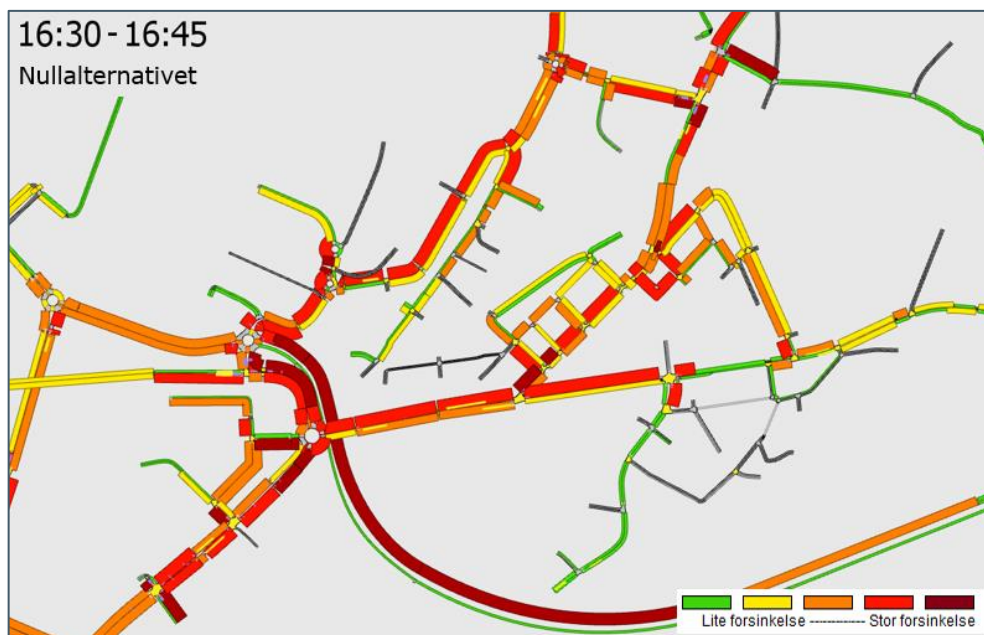 16:30 - 16:45
Nullalternativet
Lite forsinkelse ---------- Stor forsinkelse